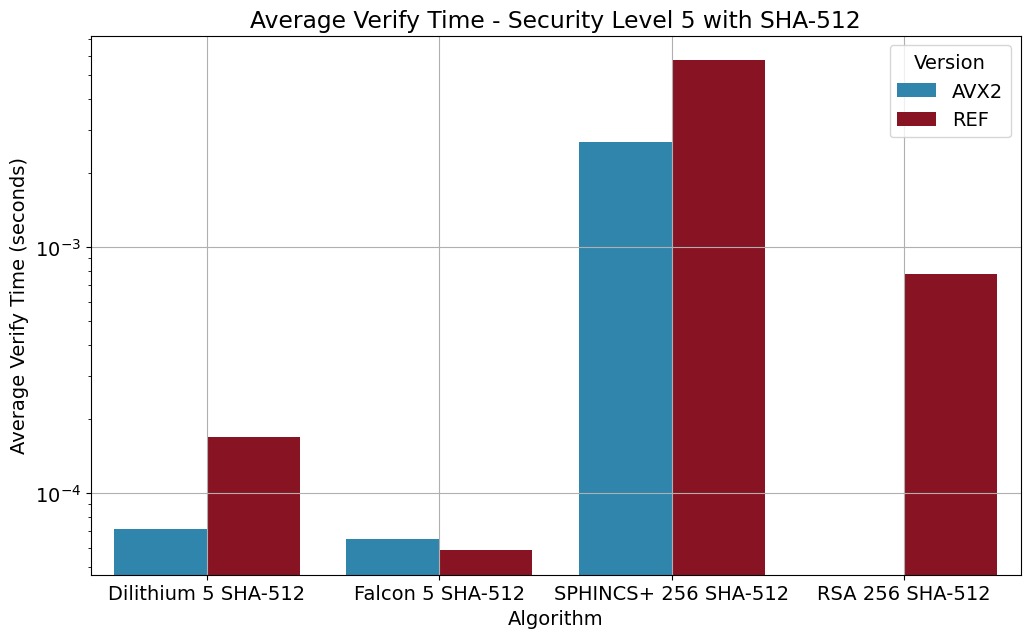 Average Verify Time - Security Level 5 with SHA-512
Version
AVX2
REF
Average Verify Time (seconds)
10⁻³
10⁻⁴
Dilithium 5 SHA-512
Falcon 5 SHA-512
SPHINCS+ 256 SHA-512
RSA 256 SHA-512
Algorithm